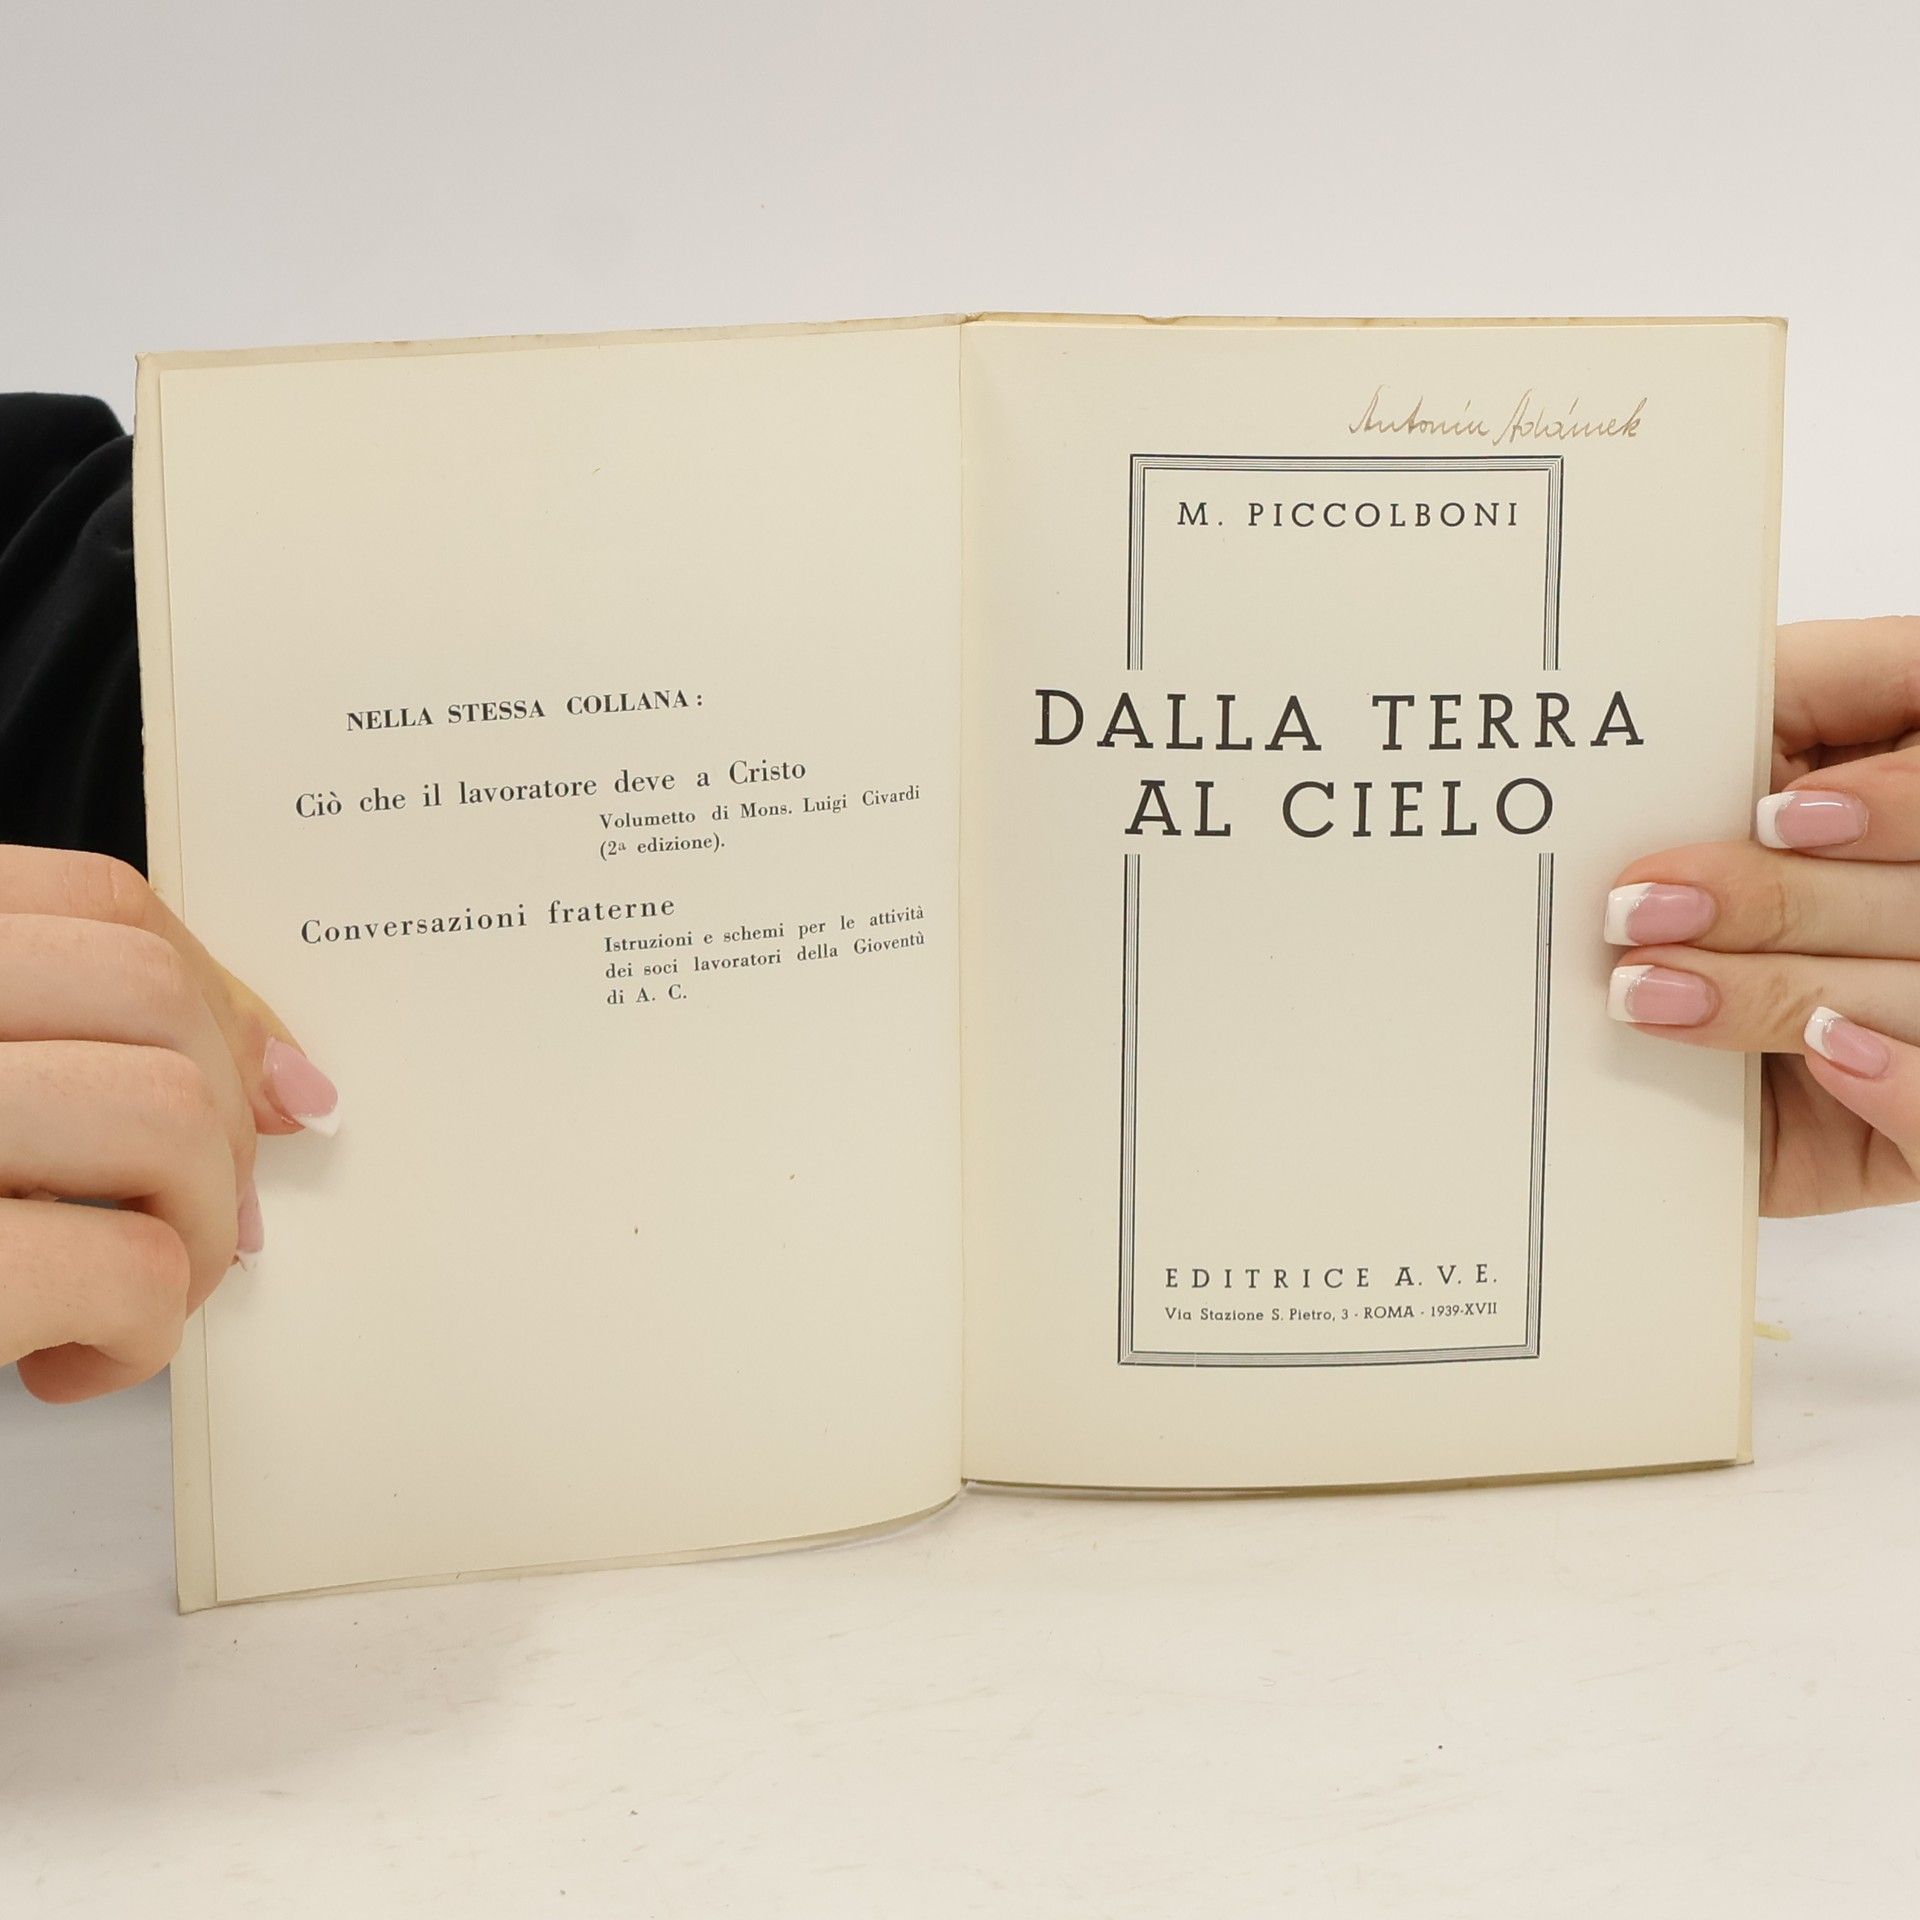 NELLA STESSA COLLANA:
Ciò che il lavoratore deve a Cristo
Volumetto di Mons. Luigi Civardi
(2ª edizione).
Conversazioni fraterne
Istruzioni e schemi per le attività
dei soci lavoratori della Gioventù
di A. C.
Antonín Adámek
M. PICCOLBONI
DALLA TERRA
AL CIELO
EDITRICE A. V. E.
Via Stazione S. Pietro, 3 - ROMA - 1939-XVII